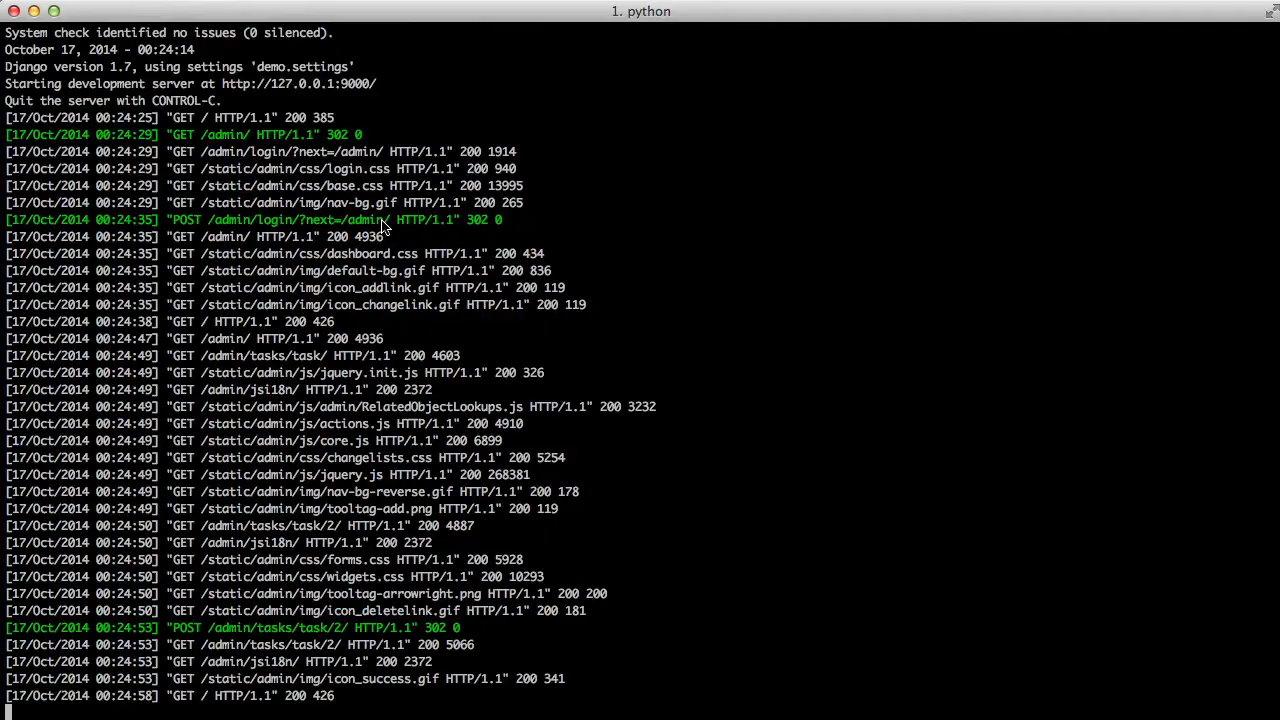 1. python
System check identified no issues (0 silenced).
October 17, 2014 - 00:24:14
Django version 1.7, using settings 'demo.settings'
Starting development server at http://127.0.0.1:9000/
Quit the server with CONTROL-C.
[17/Oct/2014 00:24:25] "GET / HTTP/1.1" 200 385
[17/Oct/2014 00:24:29] "GET /admin/ HTTP/1.1" 302 0
[17/Oct/2014 00:24:29] "GET /admin/login/?next=/admin/ HTTP/1.1" 200 1914
[17/Oct/2014 00:24:29] "GET /static/admin/css/login.css HTTP/1.1" 200 940
[17/Oct/2014 00:24:29] "GET /static/admin/css/base.css HTTP/1.1" 200 13995
[17/Oct/2014 00:24:29] "GET /static/admin/img/nav-bg.gif HTTP/1.1" 200 265
[17/Oct/2014 00:24:35] "POST /admin/login/?next=/admin/ HTTP/1.1" 302 0
[17/Oct/2014 00:24:35] "GET /admin/ HTTP/1.1" 200 4936
[17/Oct/2014 00:24:35] "GET /static/admin/css/dashboard.css HTTP/1.1" 200 434
[17/Oct/2014 00:24:35] "GET /static/admin/img/default-bg.gif HTTP/1.1" 200 836
[17/Oct/2014 00:24:35] "GET /static/admin/img/icon_addlink.gif HTTP/1.1" 200 119
[17/Oct/2014 00:24:35] "GET /static/admin/img/icon_changelink.gif HTTP/1.1" 200 119
[17/Oct/2014 00:24:38] "GET / HTTP/1.1" 200 426
[17/Oct/2014 00:24:47] "GET /admin/ HTTP/1.1" 200 4936
[17/Oct/2014 00:24:49] "GET /admin/tasks/task/ HTTP/1.1" 200 4603
[17/Oct/2014 00:24:49] "GET /static/admin/js/jquery.init.js HTTP/1.1" 200 326
[17/Oct/2014 00:24:49] "GET /admin/jsi18n/ HTTP/1.1" 200 2372
[17/Oct/2014 00:24:49] "GET /static/admin/js/admin/RelatedObjectLookups.js HTTP/1.1" 200 3232
[17/Oct/2014 00:24:49] "GET /static/admin/js/actions.js HTTP/1.1" 200 4910
[17/Oct/2014 00:24:49] "GET /static/admin/js/core.js HTTP/1.1" 200 6899
[17/Oct/2014 00:24:49] "GET /static/admin/css/changelists.css HTTP/1.1" 200 5254
[17/Oct/2014 00:24:49] "GET /static/admin/js/jquery.js HTTP/1.1" 200 268381
[17/Oct/2014 00:24:49] "GET /static/admin/img/nav-bg-reverse.gif HTTP/1.1" 200 178
[17/Oct/2014 00:24:49] "GET /static/admin/img/tooltag-add.png HTTP/1.1" 200 119
[17/Oct/2014 00:24:50] "GET /admin/tasks/task/2/ HTTP/1.1" 200 4887
[17/Oct/2014 00:24:50] "GET /admin/jsi18n/ HTTP/1.1" 200 2372
[17/Oct/2014 00:24:50] "GET /static/admin/css/forms.css HTTP/1.1" 200 5928
[17/Oct/2014 00:24:50] "GET /static/admin/css/widgets.css HTTP/1.1" 200 10293
[17/Oct/2014 00:24:50] "GET /static/admin/img/tooltag-arrowright.png HTTP/1.1" 200 200
[17/Oct/2014 00:24:50] "GET /static/admin/img/icon_deletelink.gif HTTP/1.1" 200 181
[17/Oct/2014 00:24:53] "POST /admin/tasks/task/2/ HTTP/1.1" 302 0
[17/Oct/2014 00:24:53] "GET /admin/tasks/task/2/ HTTP/1.1" 200 5066
[17/Oct/2014 00:24:53] "GET /admin/jsi18n/ HTTP/1.1" 200 2372
[17/Oct/2014 00:24:53] "GET /static/admin/img/icon_success.gif HTTP/1.1" 200 341
[17/Oct/2014 00:24:58] "GET / HTTP/1.1" 200 426